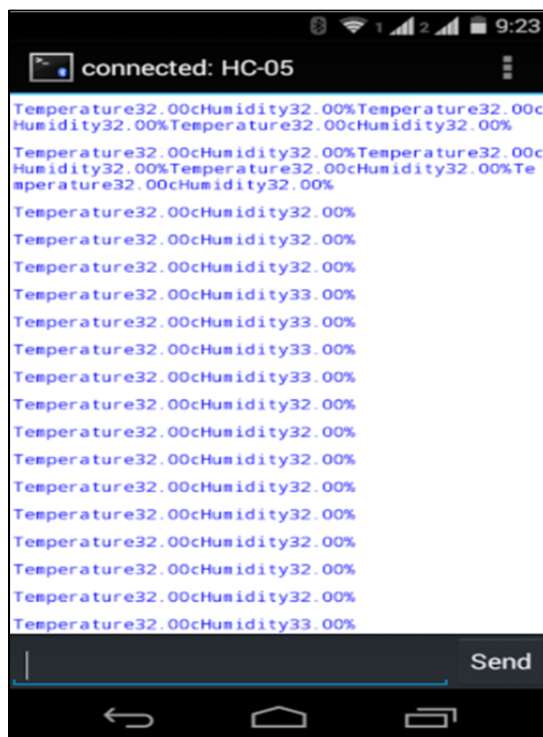 1 2 9:23
connected: HC-05
Temperature32.00cHumidity32.00%Temperature32.00c
Humidity32.00%Temperature32.00cHumidity32.00%
Temperature32.00cHumidity32.00%Temperature32.00c
Humidity32.00%Temperature32.00cHumidity32.00%Te
mperature32.00cHumidity32.00%
Temperature32.00cHumidity32.00%
Temperature32.00cHumidity32.00%
Temperature32.00cHumidity32.00%
Temperature32.00cHumidity33.00%
Temperature32.00cHumidity33.00%
Temperature32.00cHumidity33.00%
Temperature32.00cHumidity33.00%
Temperature32.00cHumidity32.00%
Temperature32.00cHumidity32.00%
Temperature32.00cHumidity32.00%
Temperature32.00cHumidity32.00%
Temperature32.00cHumidity32.00%
Temperature32.00cHumidity32.00%
Temperature32.00cHumidity32.00%
Temperature32.00cHumidity32.00%
Temperature32.00cHumidity33.00%
Send